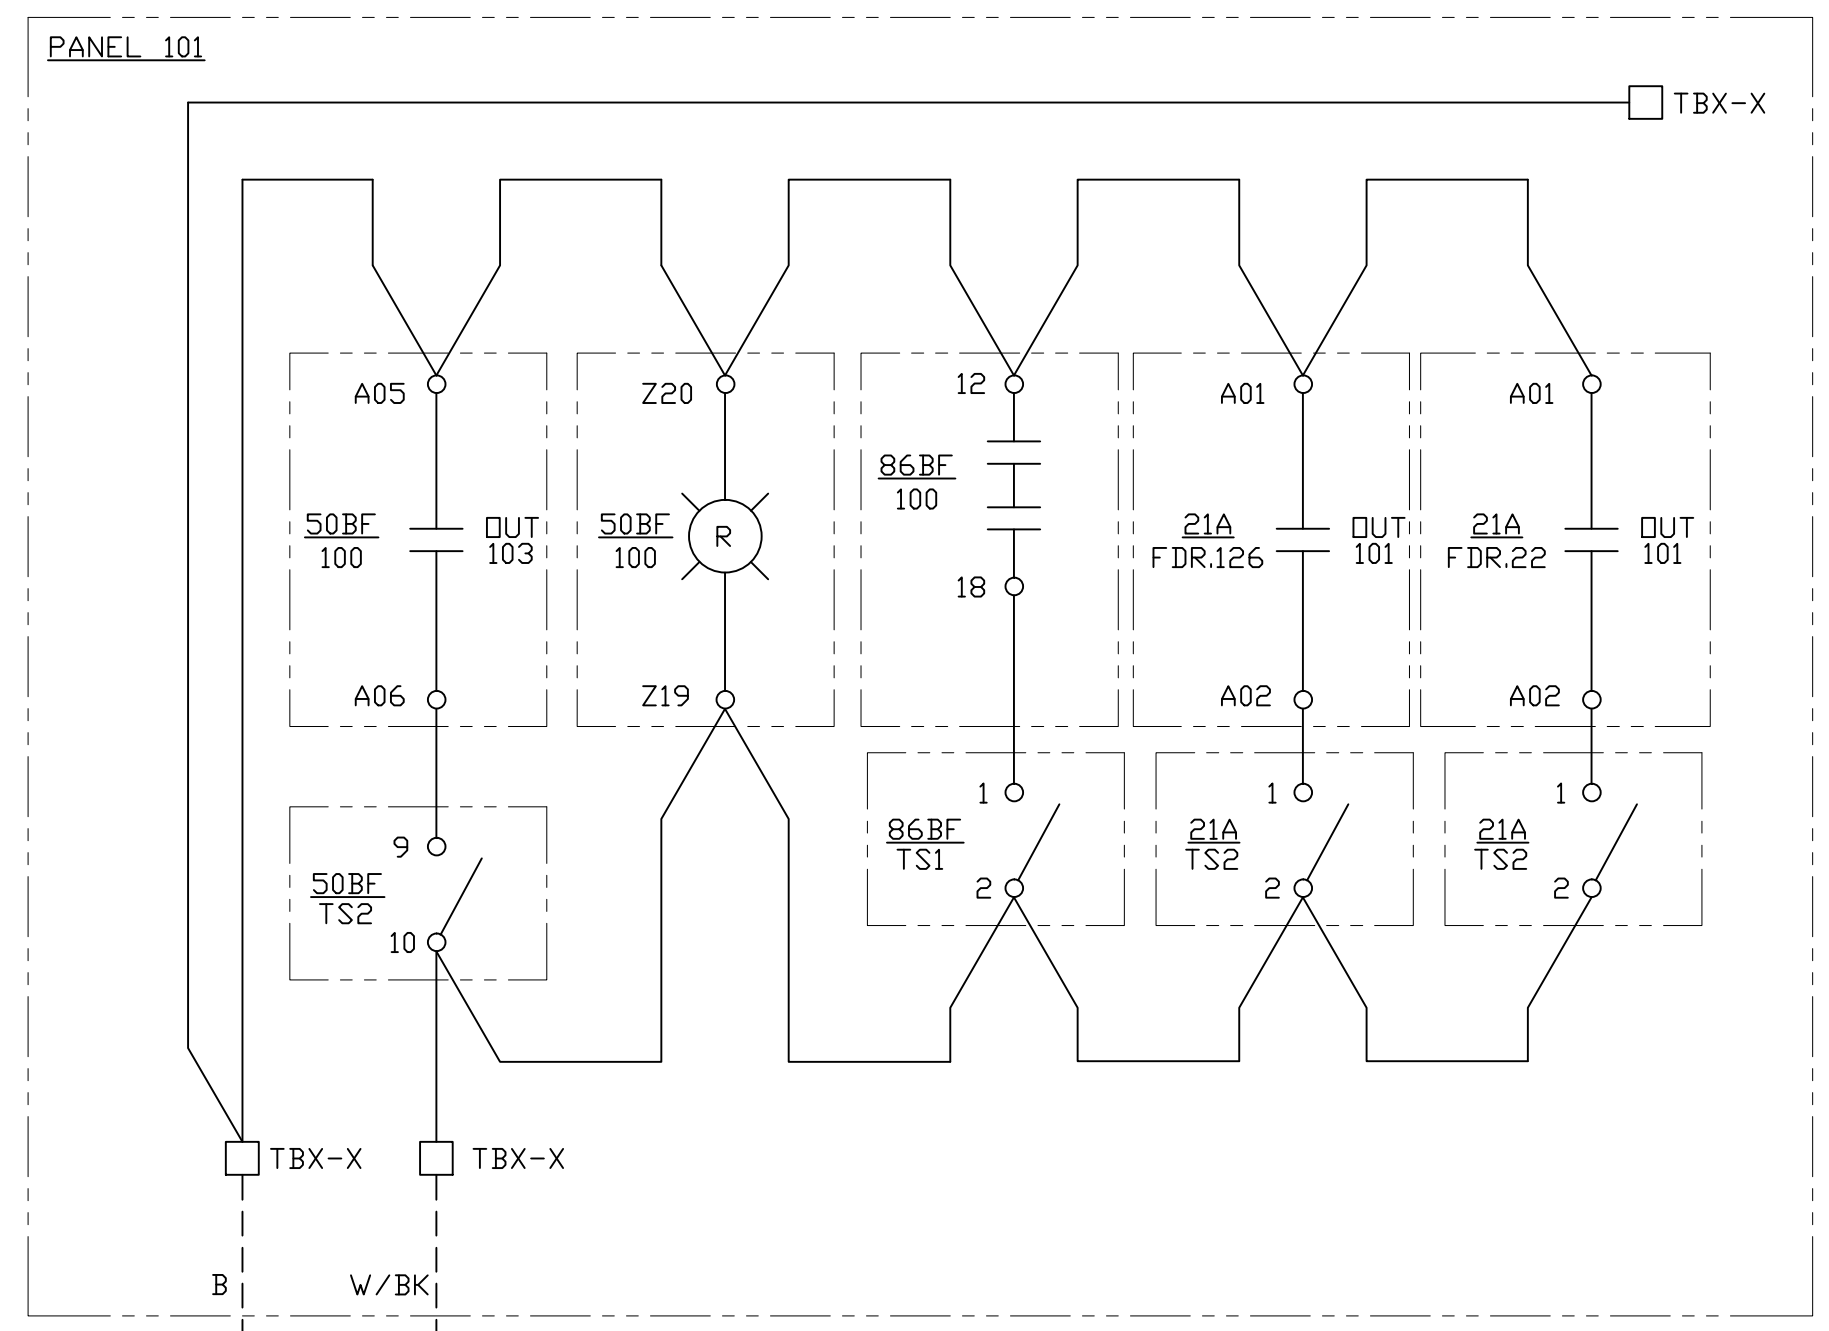 PANEL 101
TBX-X
A05
Z20
12
A01
A01
86BF
100
50BF
100
OUT
103
50BF
100
R
21A
FDR.126
OUT
101
21A
FDR.22
OUT
101
18
A06
Z19
A02
A02
1
1
1
86BF
TS1
21A
TS2
21A
TS2
9
50BF
TS2
2
2
2
10
TBX-X
TBX-X
B
W/BK